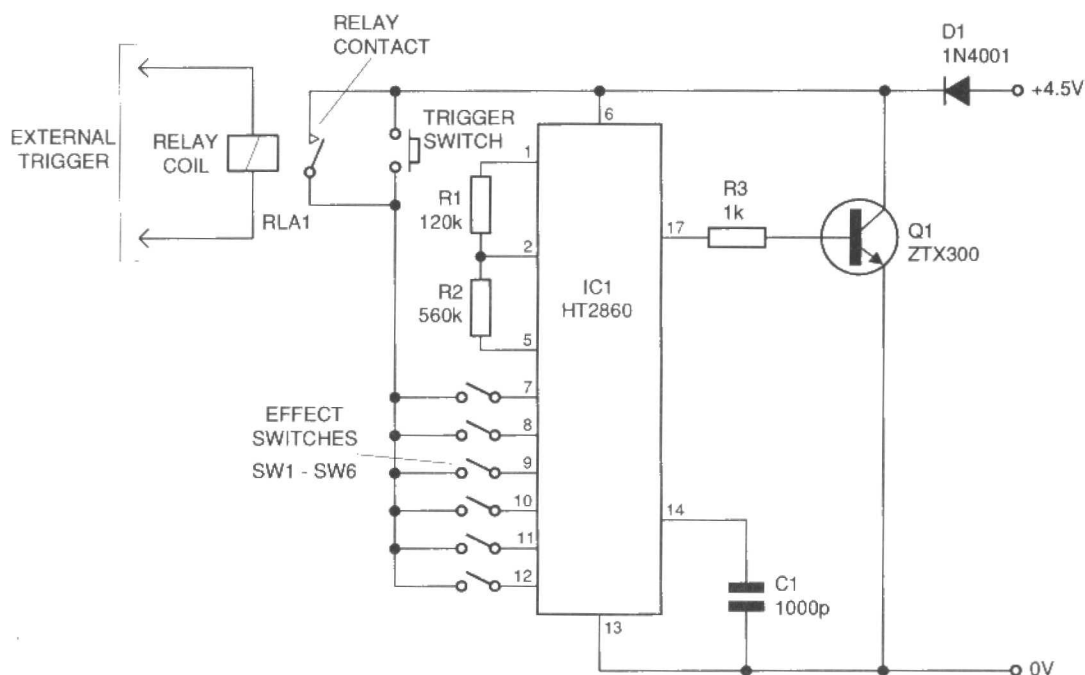 RELAY
CONTACT
D1
1N4001
+4.5V
EXTERNAL
TRIGGER
RELAY
COIL
RLA1
TRIGGER
SWITCH
6
1
R1
120k
2
R2
560k
5
IC1
HT2860
17
R3
1k
Q1
ZTX300
7
8
9
10
11
12
EFFECT
SWITCHES
SW1 - SW6
14
C1
1000p
13
0V